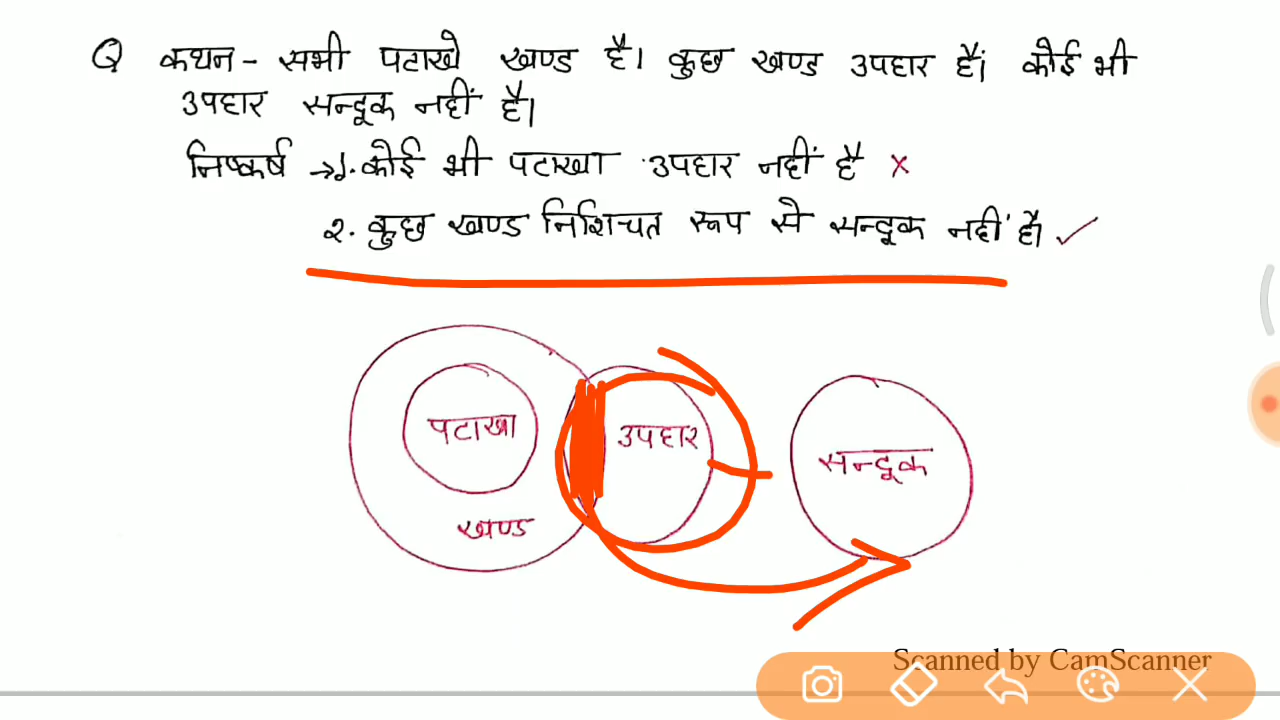 Q कथन - सभी पटाखे खण्ड है। कुछ खण्ड उपहार हैं। कोई भी
उपहार सन्दूक नहीं है।
निष्कर्ष →1. कोई भी पटाखा उपहार नहीं है ×
2. कुछ खण्ड निश्चित रूप से सन्दूक नहीं है। ✓
पटाखा
उपहार
सन्दूक
खण्ड
Scanned by CamScanner